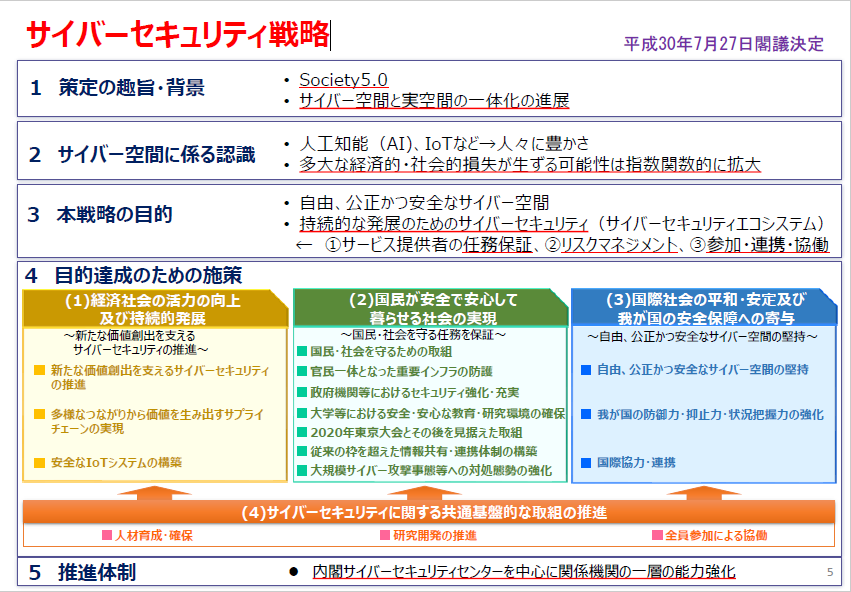 サイバーセキュリティ戦略
平成30年7月27日閣議決定
1 策定の趣旨・背景
• Society5.0
• サイバー空間と実空間の一体化の進展
2 サイバー空間に係る認識
• 人工知能（AI）、IoTなど→人々に豊かさ
• 多大な経済的・社会的損失が生ずる可能性は指数関数的に拡大
3 本戦略の目的
• 自由、公正かつ安全なサイバー空間
• 持続的な発展のためのサイバーセキュリティ（サイバーセキュリティエコシステム）
← ①サービス提供者の任務保証、②リスクマネジメント、③参加・連携・協働
4 目的達成のための施策
(1)経済社会の活力の向上
及び持続的発展
～新たな価値創出を支える
サイバーセキュリティの推進～
新たな価値創出を支えるサイバーセキュリティ
の推進
多様なつながりから価値を生み出すサプライ
チェーンの実現
安全なIoTシステムの構築
(2)国民が安全で安心して
暮らせる社会の実現
～国民・社会を守る任務を保証～
国民・社会を守るための取組
官民一体となった重要インフラの防護
政府機関等におけるセキュリティ強化・充実
大学等における安全・安心な教育・研究環境の確保
2020年東京大会とその後を見据えた取組
従来の枠を超えた情報共有・連携体制の構築
大規模サイバー攻撃事態等への対処態勢の強化
(3)国際社会の平和・安定及び
我が国の安全保障への寄与
～自由、公正かつ安全なサイバー空間の堅持～
自由、公正かつ安全なサイバー空間の堅持
我が国の防御力・抑止力・状況把握力の強化
国際協力・連携
(4)サイバーセキュリティに関する共通基盤的な取組の推進
人材育成・確保
研究開発の推進
全員参加による協働
5 推進体制
● 内閣サイバーセキュリティセンターを中心に関係機関の一層の能力強化
5